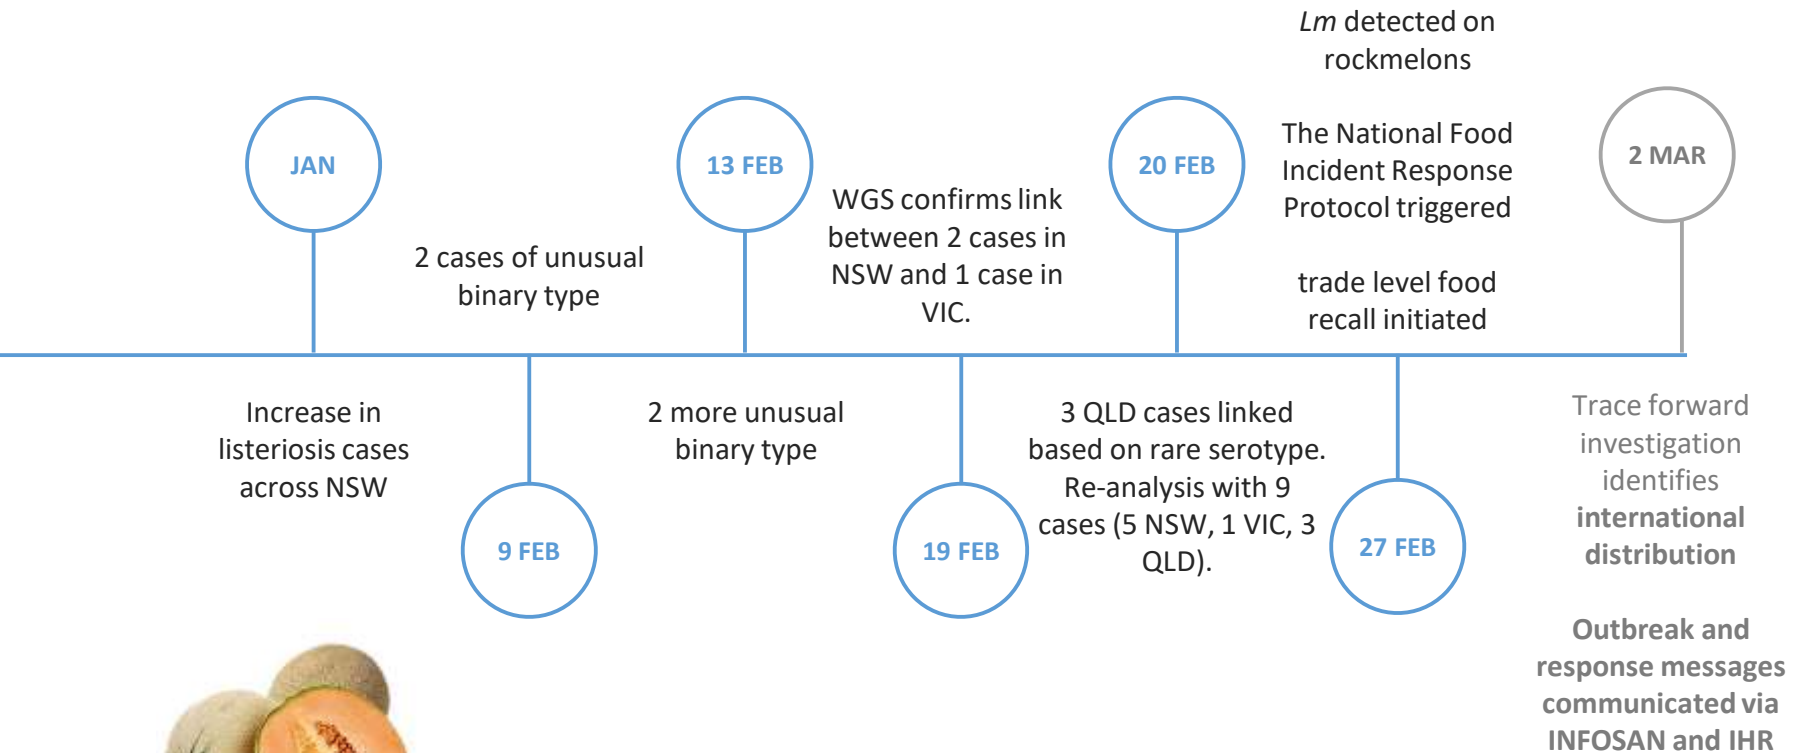 JAN
Increase in
listeriosis cases
across NSW
2 cases of unusual
binary type
9 FEB
13 FEB
2 more unusual
binary type
WGS confirms link
between 2 cases in
NSW and 1 case in
VIC.
19 FEB
20 FEB
3 QLD cases linked
based on rare serotype.
Re-analysis with 9
cases (5 NSW, 1 VIC, 3
QLD).
Lm detected on
rockmelons
The National Food
Incident Response
Protocol triggered
trade level food
recall initiated
27 FEB
2 MAR
Trace forward
investigation
identifies
international
distribution
Outbreak and
response messages
communicated via
INFOSAN and IHR